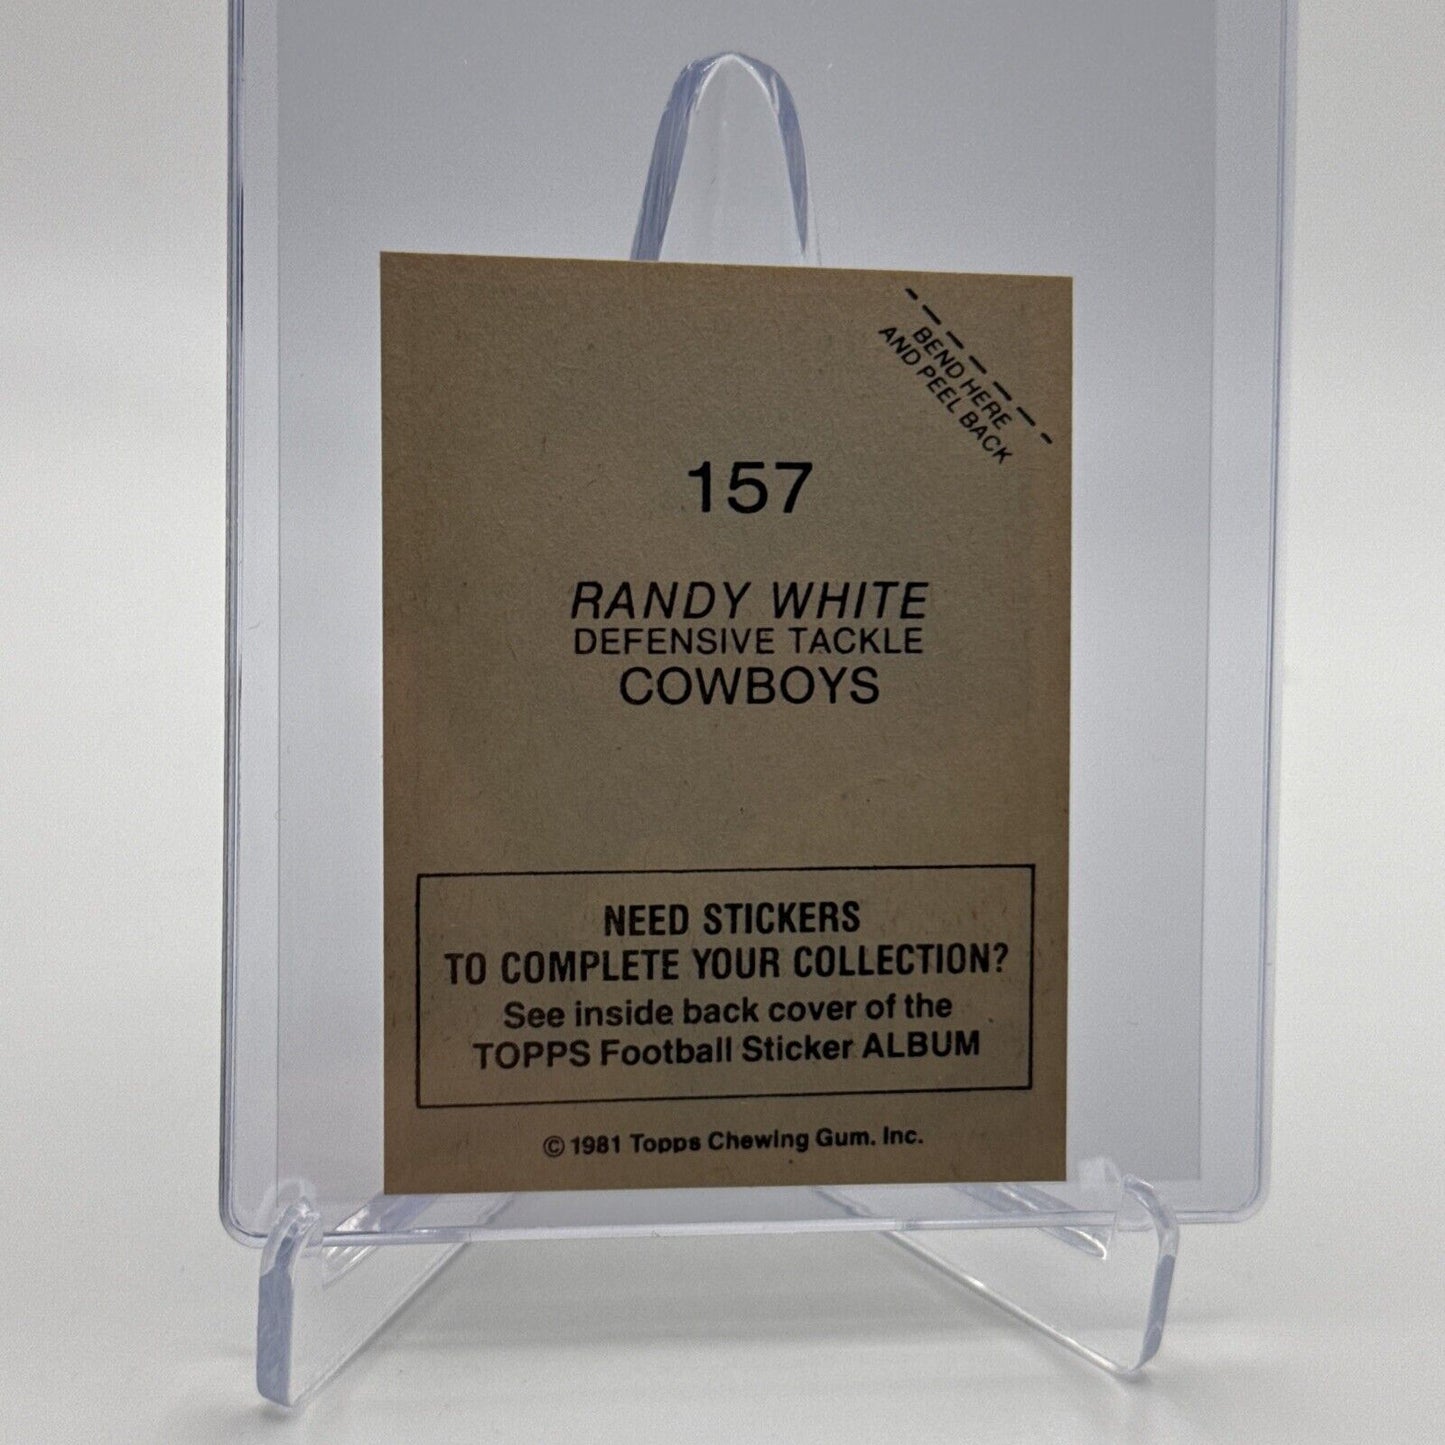 BEND HERE
AND PEEL BACK
157
RANDY WHITE
DEFENSIVE TACKLE
COWBOYS
NEED STICKERS
TO COMPLETE YOUR COLLECTION?
See inside back cover of the
TOPPS Football Sticker ALBUM
© 1981 Topps Chewing Gum. Inc.